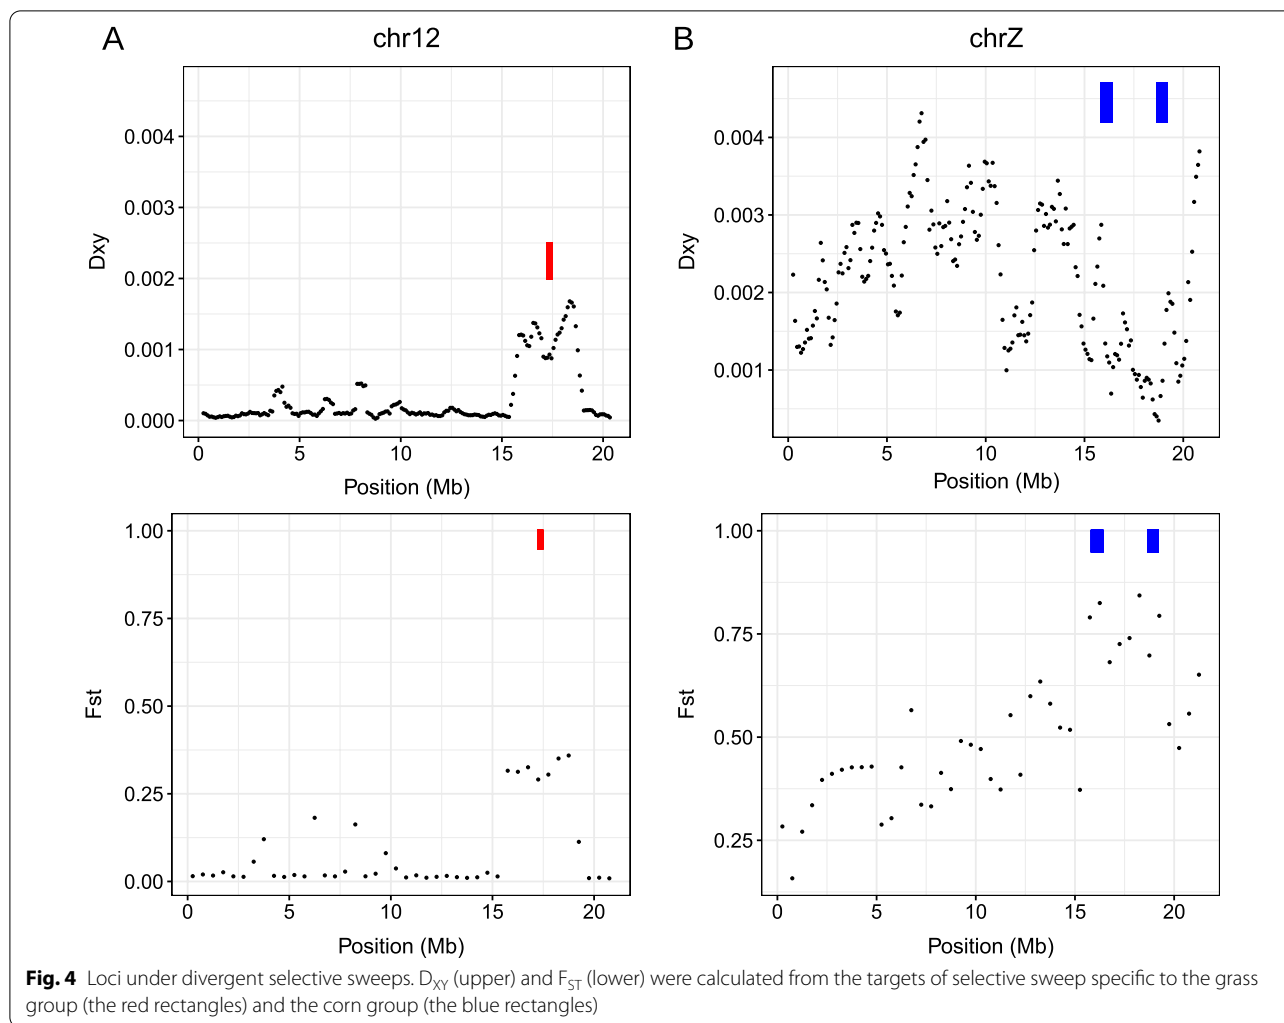 A
chr12
B
chrZ
0.004
0.003
0.002
0.001
0.000
Dxy
0
5
10
15
20
Position (Mb)
0.004
0.003
0.002
0.001
Dxy
0
5
10
15
20
Position (Mb)
1.00
0.75
0.50
0.25
0.00
Fst
0
5
10
15
20
Position (Mb)
1.00
0.75
0.50
0.25
Fst
0
5
10
15
20
Position (Mb)
Fig. 4 Loci under divergent selective sweeps. DXY (upper) and FST (lower) were calculated from the targets of selective sweep specific to the grass
group (the red rectangles) and the corn group (the blue rectangles)